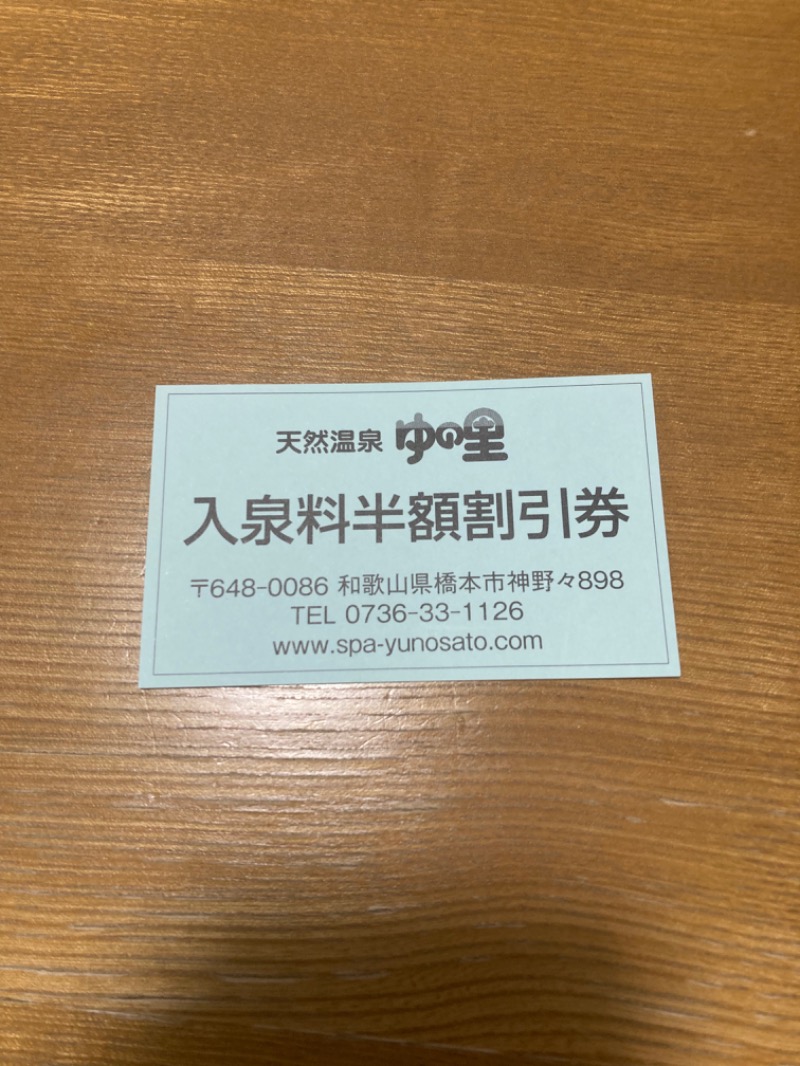 天然温泉 ゆの里
入泉料半額割引券
〒648-0086 和歌山県橋本市神野々898
TEL 0736-33-1126
www.spa-yunosato.com